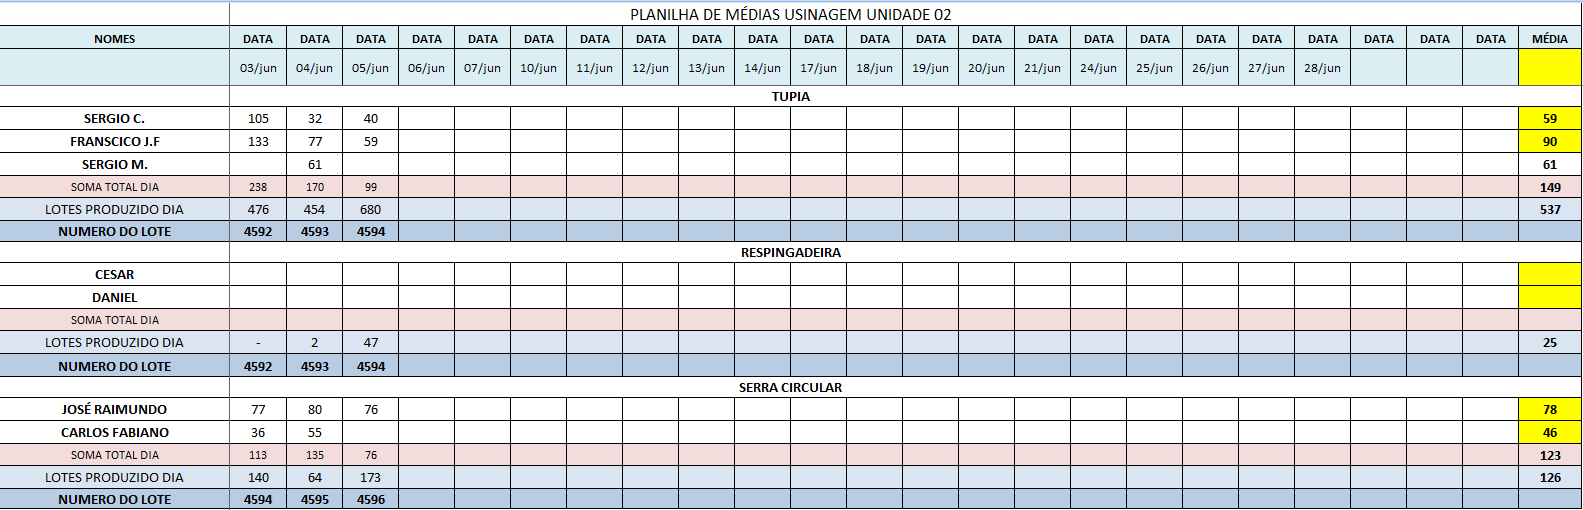 PLANILHA DE MÉDIAS USINAGEM UNIDADE 02
NOMES DATA DATA DATA DATA DATA DATA DATA DATA DATA DATA DATA DATA DATA DATA DATA DATA DATA DATA DATA DATA DATA DATA DATA MÉDIA
03/jun 04/jun 05/jun 06/jun 07/jun 10/jun 11/jun 12/jun 13/jun 14/jun 17/jun 18/jun 19/jun 20/jun 21/jun 24/jun 25/jun 26/jun 27/jun 28/jun
TUPIA
SERGIO C. 105 32 40 59
FRANSCICO J.F 133 77 59 90
SERGIO M. 61 61
SOMA TOTAL DIA 238 170 99 149
LOTES PRODUZIDO DIA 476 454 680 537
NUMERO DO LOTE 4592 4593 4594
RESPINGADEIRA
CESAR
DANIEL
SOMA TOTAL DIA
LOTES PRODUZIDO DIA - 2 47 25
NUMERO DO LOTE 4592 4593 4594
SERRA CIRCULAR
JOSÉ RAIMUNDO 77 80 76 78
CARLOS FABIANO 36 55 46
SOMA TOTAL DIA 113 135 76 123
LOTES PRODUZIDO DIA 140 64 173 126
NUMERO DO LOTE 4594 4595 4596